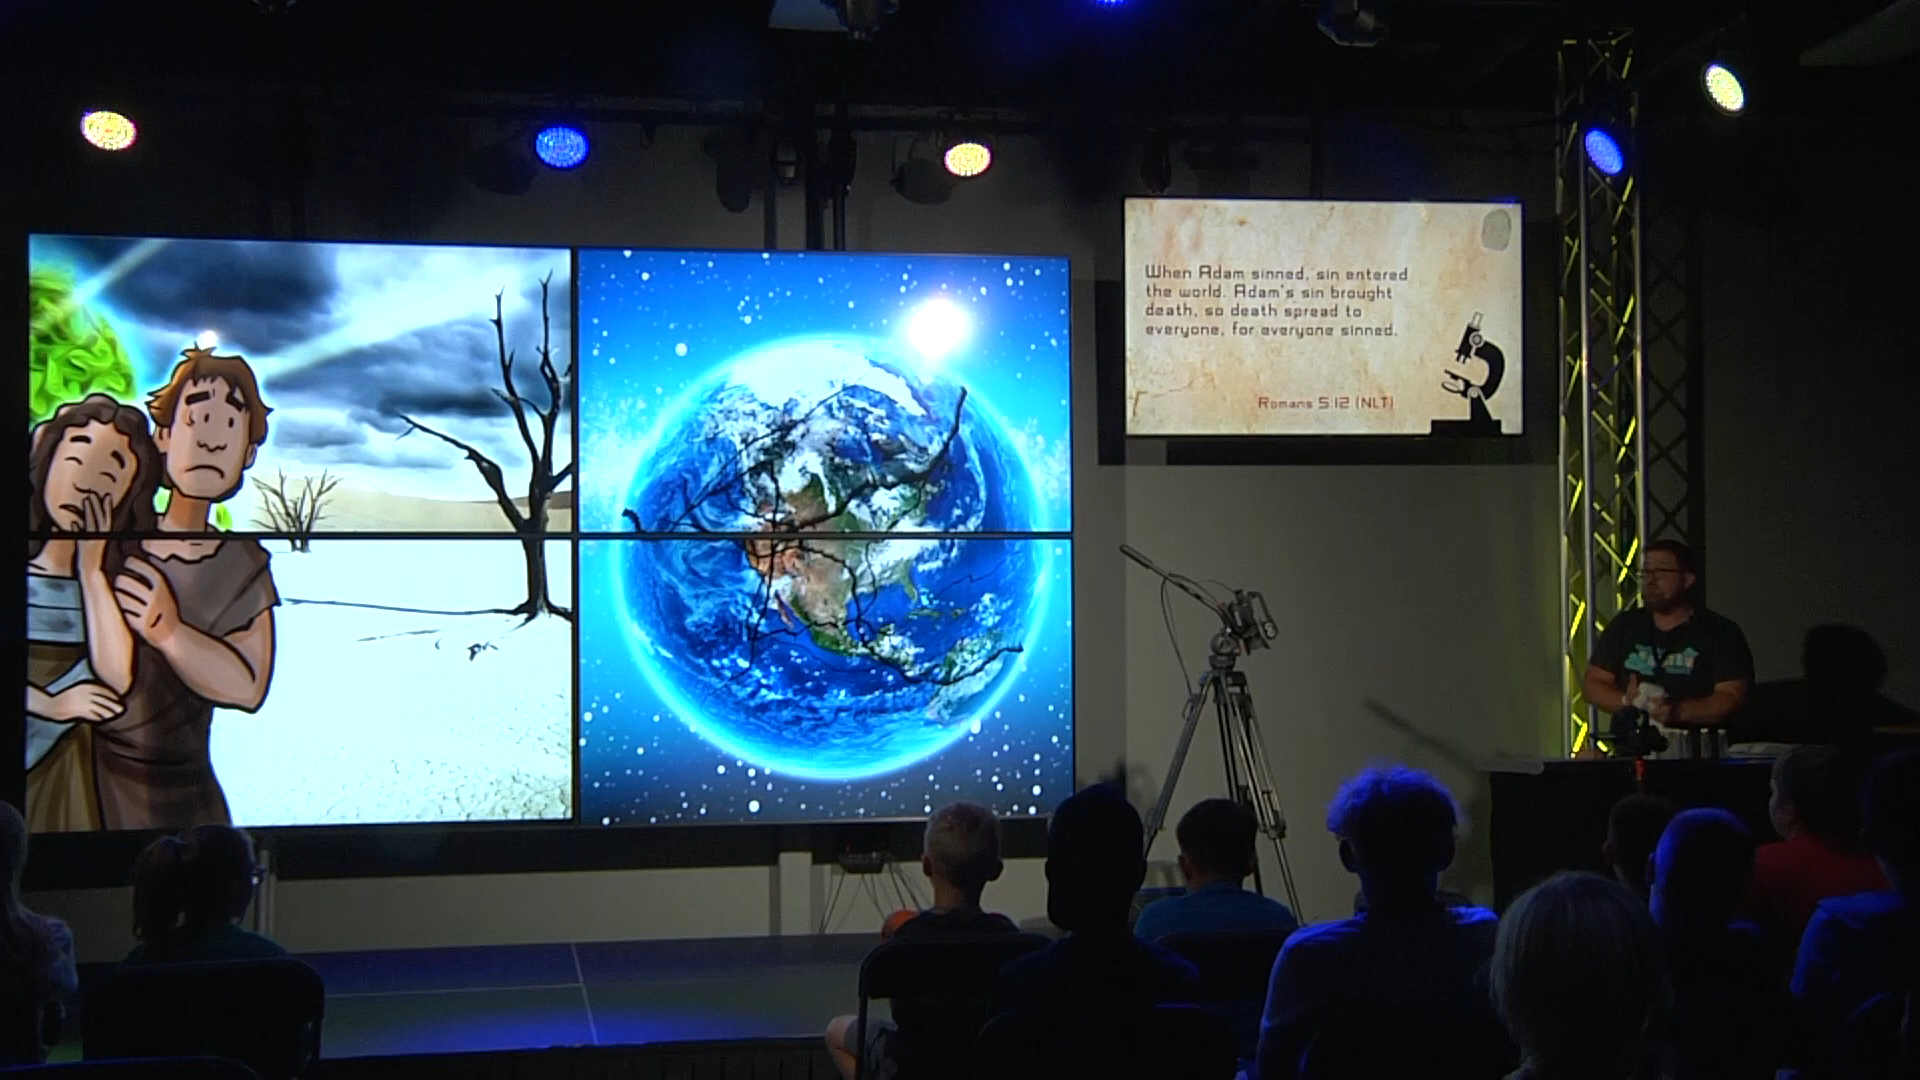 When Adam sinned, sin entered
the world. Adam's sin brought
death, so death spread to
everyone, for everyone sinned.
Romans 5:12 (NLT)